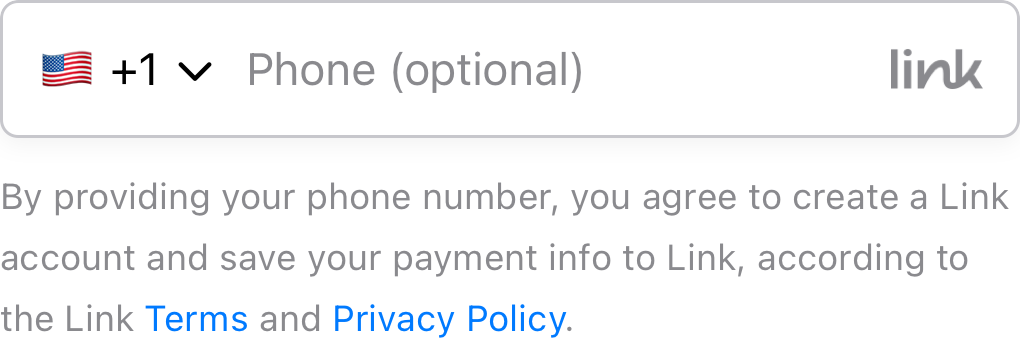 +1 Phone (optional) link
By providing your phone number, you agree to create a Link
account and save your payment info to Link, according to
the Link Terms and Privacy Policy.